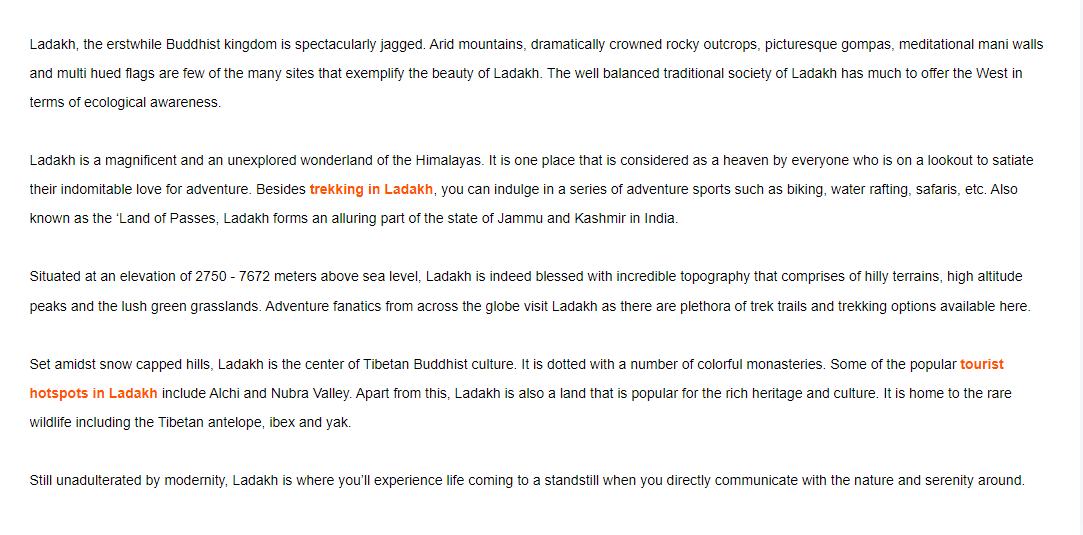 Ladakh, the erstwhile Buddhist kingdom is spectacularly jagged. Arid mountains, dramatically crowned rocky outcrops, picturesque gompas, meditational mani walls
and multi hued flags are few of the many sites that exemplify the beauty of Ladakh. The well balanced traditional society of Ladakh has much to offer the West in
terms of ecological awareness.
Ladakh is a magnificent and an unexplored wonderland of the Himalayas. It is one place that is considered as a heaven by everyone who is on a lookout to satiate
their indomitable love for adventure. Besides trekking in Ladakh, you can indulge in a series of adventure sports such as biking, water rafting, safaris, etc. Also
known as the ‘Land of Passes, Ladakh forms an alluring part of the state of Jammu and Kashmir in India.
Situated at an elevation of 2750 - 7672 meters above sea level, Ladakh is indeed blessed with incredible topography that comprises of hilly terrains, high altitude
peaks and the lush green grasslands. Adventure fanatics from across the globe visit Ladakh as there are plethora of trek trails and trekking options available here.
Set amidst snow capped hills, Ladakh is the center of Tibetan Buddhist culture. It is dotted with a number of colorful monasteries. Some of the popular tourist
hotspots in Ladakh include Alchi and Nubra Valley. Apart from this, Ladakh is also a land that is popular for the rich heritage and culture. It is home to the rare
wildlife including the Tibetan antelope, ibex and yak.
Still unadulterated by modernity, Ladakh is where you’ll experience life coming to a standstill when you directly communicate with the nature and serenity around.